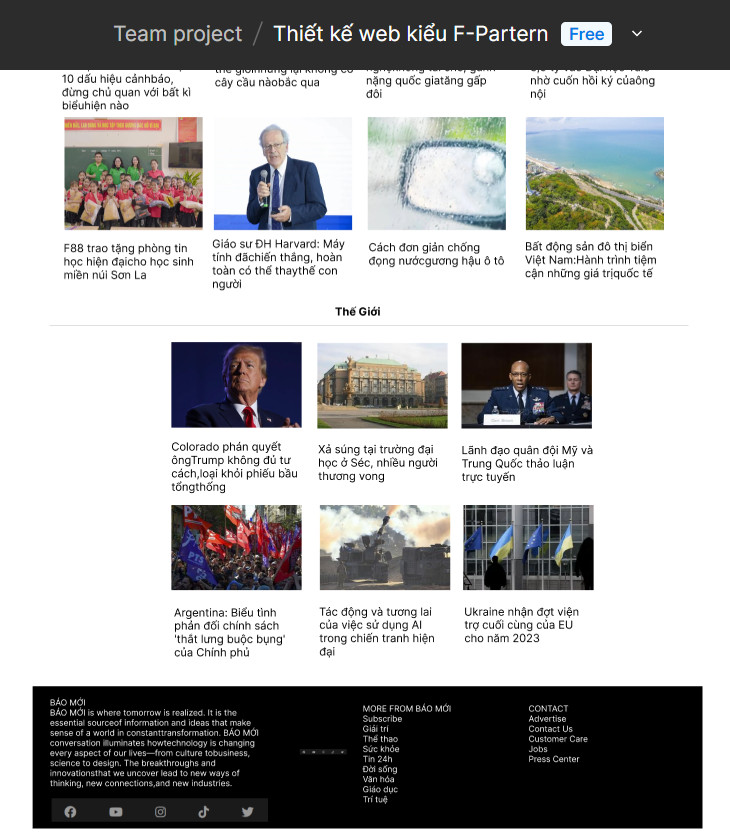 Team project / Thiết kế web kiểu F-Partern Free
10 dấu hiệu cảnhbáo,
đừng chủ quan với bất kì
biểuhiện nào
thế giớinhưng lại không có
cây cầu nàobắc qua
nặng quốc giatăng gấp
đôi
nhờ cuốn hồi ký củaông
nội
F88 trao tặng phòng tin
học hiện đạicho học sinh
miền núi Sơn La
Giáo sư ĐH Harvard: Máy
tính đãchiến thắng, hoàn
toàn có thể thaythế con
người
Cách đơn giản chống
đọng nướcgương hậu ô tô
Bất động sản đô thị biển
Việt Nam:Hành trình tiệm
cận những giá trịquốc tế
Thế Giới
Colorado phán quyết
ôngTrump không đủ tư
cách,loại khỏi phiếu bầu
tổngthống
Xả súng tại trường đại
học ở Séc, nhiều người
thương vong
Lãnh đạo quân đội Mỹ và
Trung Quốc thảo luận
trực tuyến
Argentina: Biểu tình
phản đối chính sách
'thắt lưng buộc bụng'
của Chính phủ
Tác động và tương lai
của việc sử dụng AI
trong chiến tranh hiện
đại
Ukraine nhận đợt viện
trợ cuối cùng của EU
cho năm 2023
BÁO MỚI
BÁO MỚI is where tomorrow is realized. It is the
essential sourceof information and ideas that make
sense of a world in constanttransformation. BÁO MỚI
conversation illuminates howtechnology is changing
every aspect of our lives—from culture tobusiness,
science to design. The breakthroughs and
innovationsthat we uncover lead to new ways of
thinking, new connections,and new industries.
MORE FROM BÁO MỚI
Subscribe
Giải trí
Thể thao
Sức khỏe
Tin 24h
Đời sống
Văn hóa
Giáo dục
Trí tuệ
CONTACT
Advertise
Contact Us
Customer Care
Jobs
Press Center